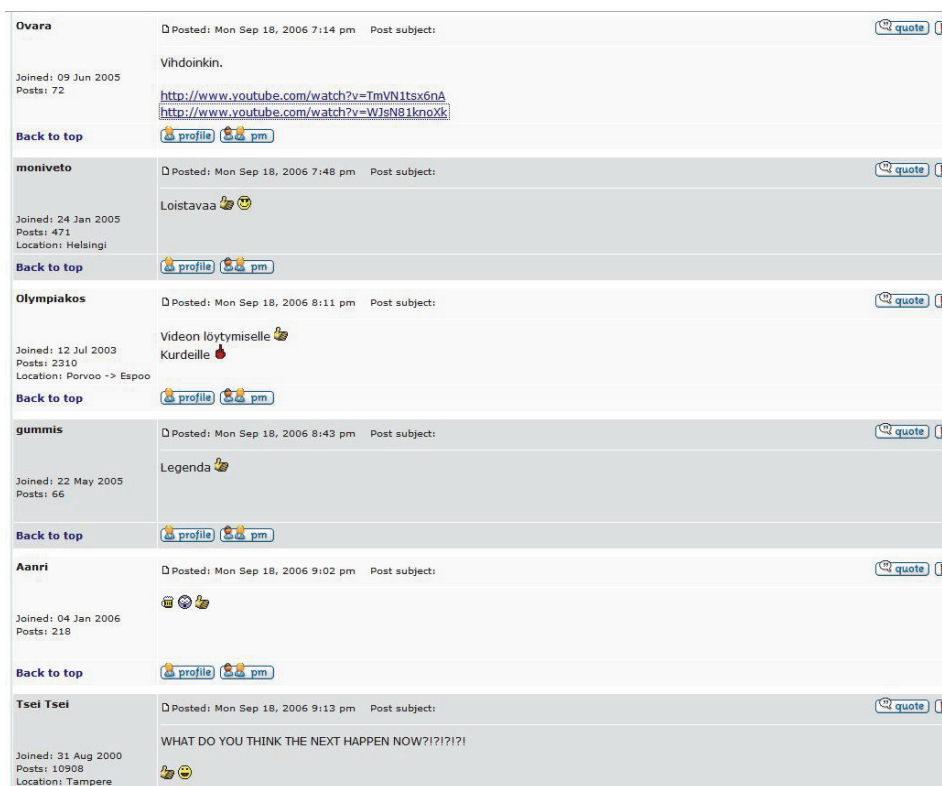 Ovara
Posted: Mon Sep 18, 2006 7:14 pm Post subject:
quote
Vihdoinkin.
Joined: 09 Jun 2005
Posts: 72
http://www.youtube.com/watch?v=TmVN1tsx6nA
http://www.youtube.com/watch?v=WJsN81knoXk
Back to top
profile pm
moniveto
Posted: Mon Sep 18, 2006 7:48 pm Post subject:
quote
Loistavaa
Joined: 24 Jan 2005
Posts: 471
Location: Helsingi
Back to top
profile pm
Olympiakos
Posted: Mon Sep 18, 2006 8:11 pm Post subject:
quote
Videon löytymiselle
Kurdeille
Joined: 12 Jul 2003
Posts: 2310
Location: Porvoo -> Espoo
Back to top
profile pm
gummis
Posted: Mon Sep 18, 2006 8:43 pm Post subject:
quote
Legenda
Joined: 22 May 2005
Posts: 66
Back to top
profile pm
Aanri
Posted: Mon Sep 18, 2006 9:02 pm Post subject:
quote
Joined: 04 Jan 2006
Posts: 218
Back to top
profile pm
Tsei Tsei
Posted: Mon Sep 18, 2006 9:13 pm Post subject:
quote
WHAT DO YOU THINK THE NEXT HAPPEN NOW?!?!?!?!
Joined: 31 Aug 2000
Posts: 10908
Location: Tampere